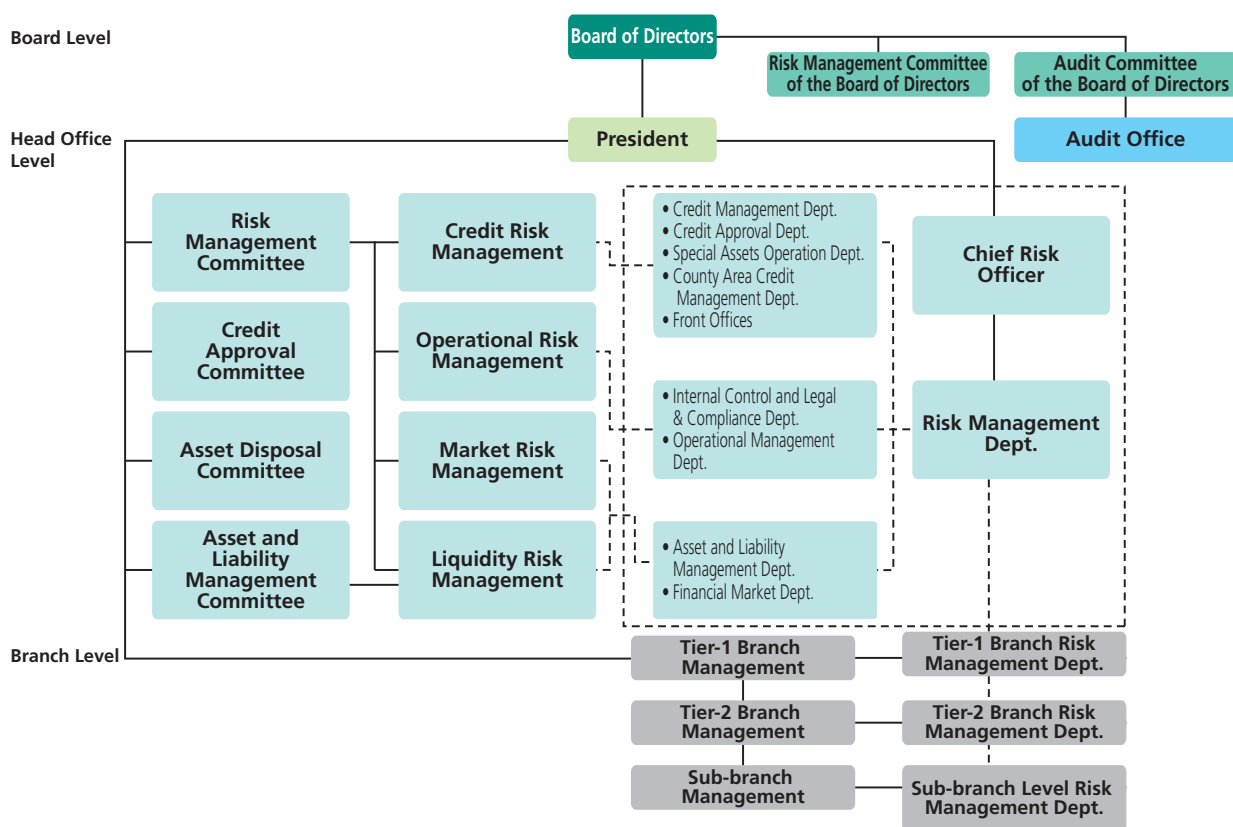 Board Level
Board of Directors
Risk Management Committee
of the Board of Directors
Audit Committee
of the Board of Directors
Head Office
Level
President
Audit Office
Risk
Management
Committee
Credit Risk
Management
• Credit Management Dept.
• Credit Approval Dept.
• Special Assets Operation Dept.
• County Area Credit
Management Dept.
• Front Offices
Chief Risk
Officer
Credit
Approval
Committee
Operational Risk
Management
• Internal Control and Legal
& Compliance Dept.
• Operational Management
Dept.
Risk Management
Dept.
Asset Disposal
Committee
Market Risk
Management
Asset and
Liability
Management
Committee
Liquidity Risk
Management
• Asset and Liability
Management Dept.
• Financial Market Dept.
Branch Level
Tier-1 Branch
Management
Tier-1 Branch Risk
Management Dept.
Tier-2 Branch
Management
Tier-2 Branch Risk
Management Dept.
Sub-branch
Management
Sub-branch Level Risk
Management Dept.